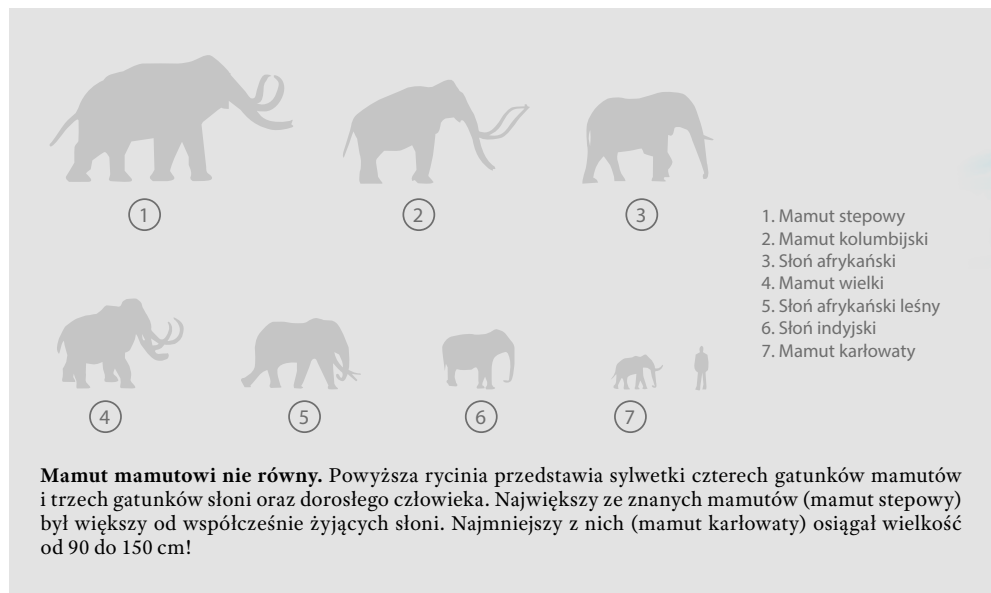 1
2
3
1. Mamut stepowy
2. Mamut kolumbijski
3. Słoń afrykański
4. Mamut wielki
5. Słoń afrykański leśny
6. Słoń indyjski
7. Mamut karłowaty
4
5
6
7
Mamut mamutowi nie równy. Powyższa rycinia przedstawia sylwetki czterech gatunków mamutów
i trzech gatunków słoni oraz dorosłego człowieka. Największy ze znanych mamutów (mamut stepowy)
był większy od współcześnie żyjących słoni. Najmniejszy z nich (mamut karłowaty) osiągał wielkość
od 90 do 150 cm!